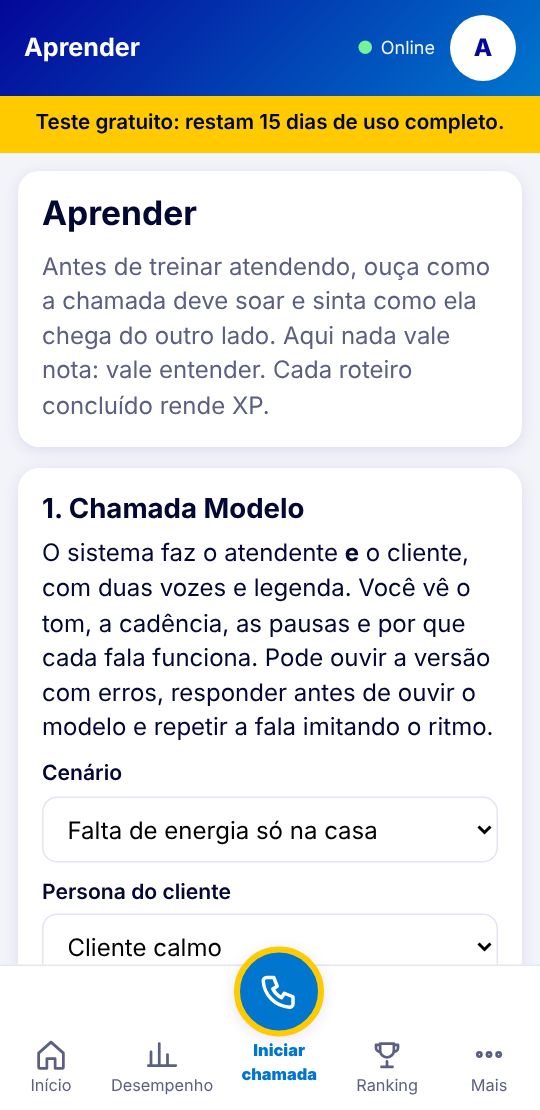 Aprender
Online
A
Teste gratuito: restam 15 dias de uso completo.
Aprender
Antes de treinar atendendo, ouça como
a chamada deve soar e sinta como ela
chega do outro lado. Aqui nada vale
nota: vale entender. Cada roteiro
concluído rende XP.
1. Chamada Modelo
O sistema faz o atendente e o cliente,
com duas vozes e legenda. Você vê o
tom, a cadência, as pausas e por que
cada fala funciona. Pode ouvir a versão
com erros, responder antes de ouvir o
modelo e repetir a fala imitando o ritmo.
Cenário
Falta de energia só na casa
Persona do cliente
Cliente calmo
Início
Desempenho
Iniciar
chamada
Ranking
Mais